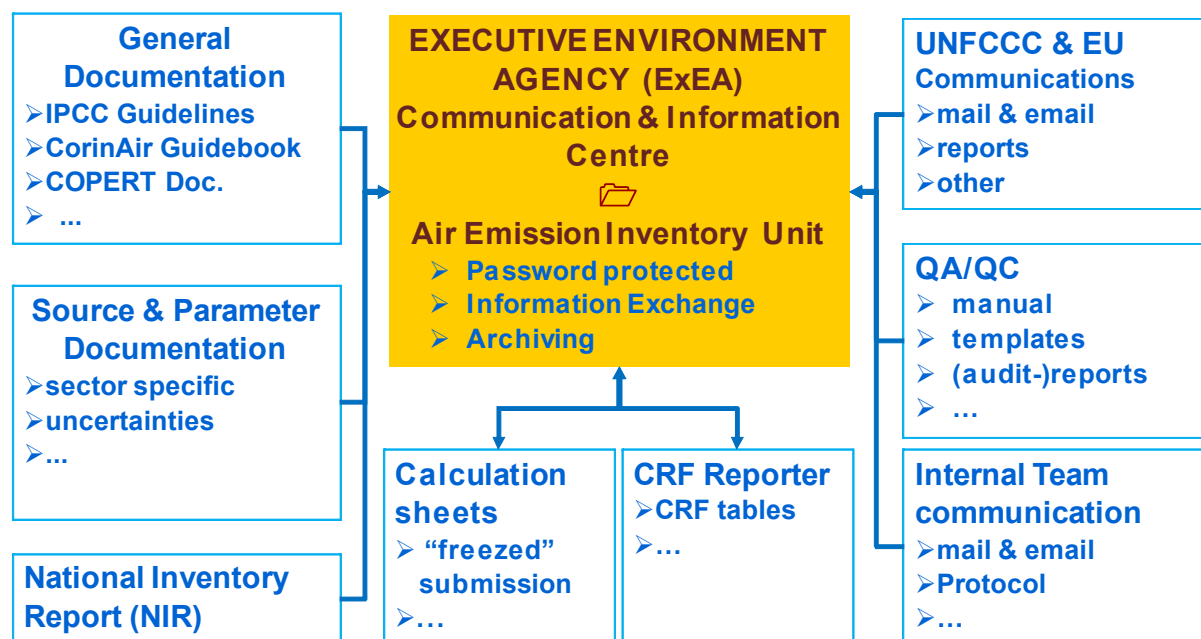 General
Documentation
➢IPCC Guidelines
➢CorinAir Guidebook
➢COPERT Doc.
➢ ...
Source & Parameter
Documentation
➢sector specific
➢uncertainties
➢...
National Inventory
Report (NIR)
EXECUTIVE ENVIRONMENT
AGENCY (ExEA)
Communication & Information
Centre
Air Emission Inventory Unit
➢ Password protected
➢ Information Exchange
➢ Archiving
Calculation
sheets
➢ “freezed”
submission
➢...
CRF Reporter
➢CRF tables
➢...
UNFCCC & EU
Communications
➢mail & email
➢reports
➢other
QA/QC
➢ manual
➢ templates
➢ (audit-)reports
➢ ...
Internal Team
communication
➢mail & email
➢Protocol
➢...